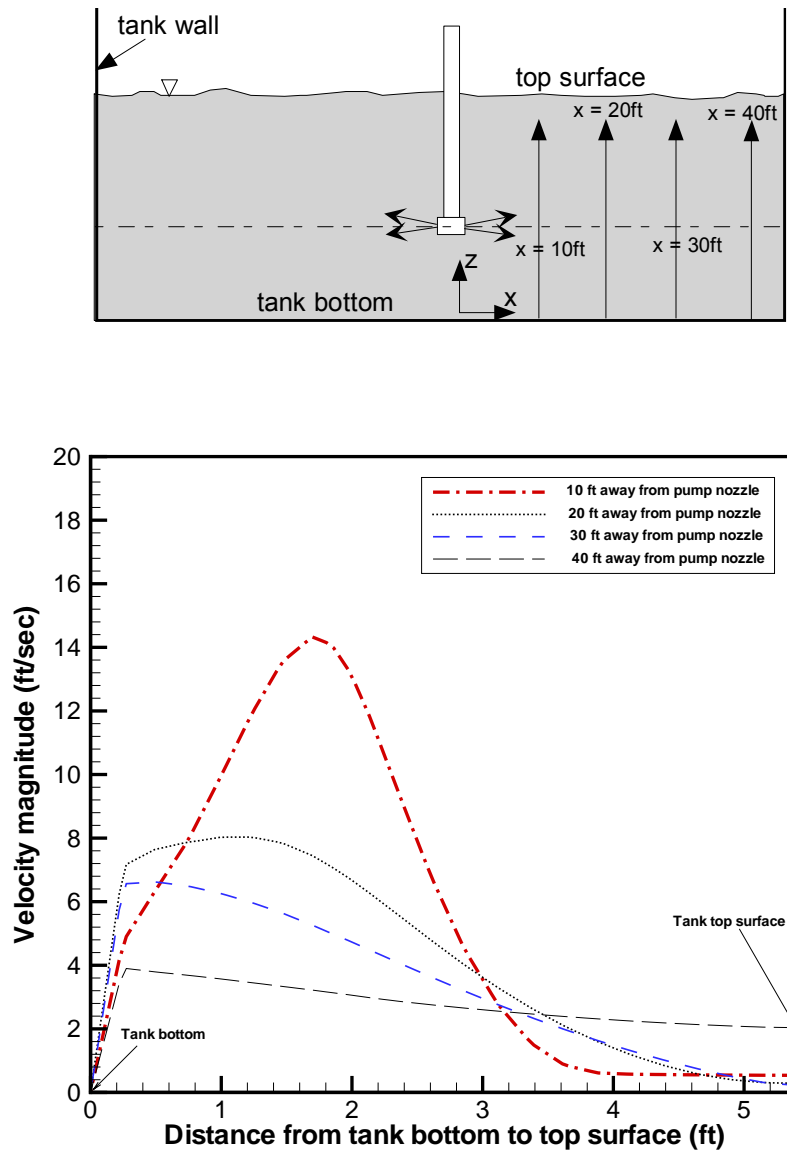 tank wall
top surface
x = 20ft
x = 40ft
x = 10ft
x = 30ft
z
x
tank bottom
20
18
16
14
12
10
8
6
4
2
0
Velocity magnitude (ft/sec)
10 ft away from pump nozzle
20 ft away from pump nozzle
30 ft away from pump nozzle
40 ft away from pump nozzle
Tank top surface
Tank bottom
0 1 2 3 4 5
Distance from tank bottom to top surface (ft)